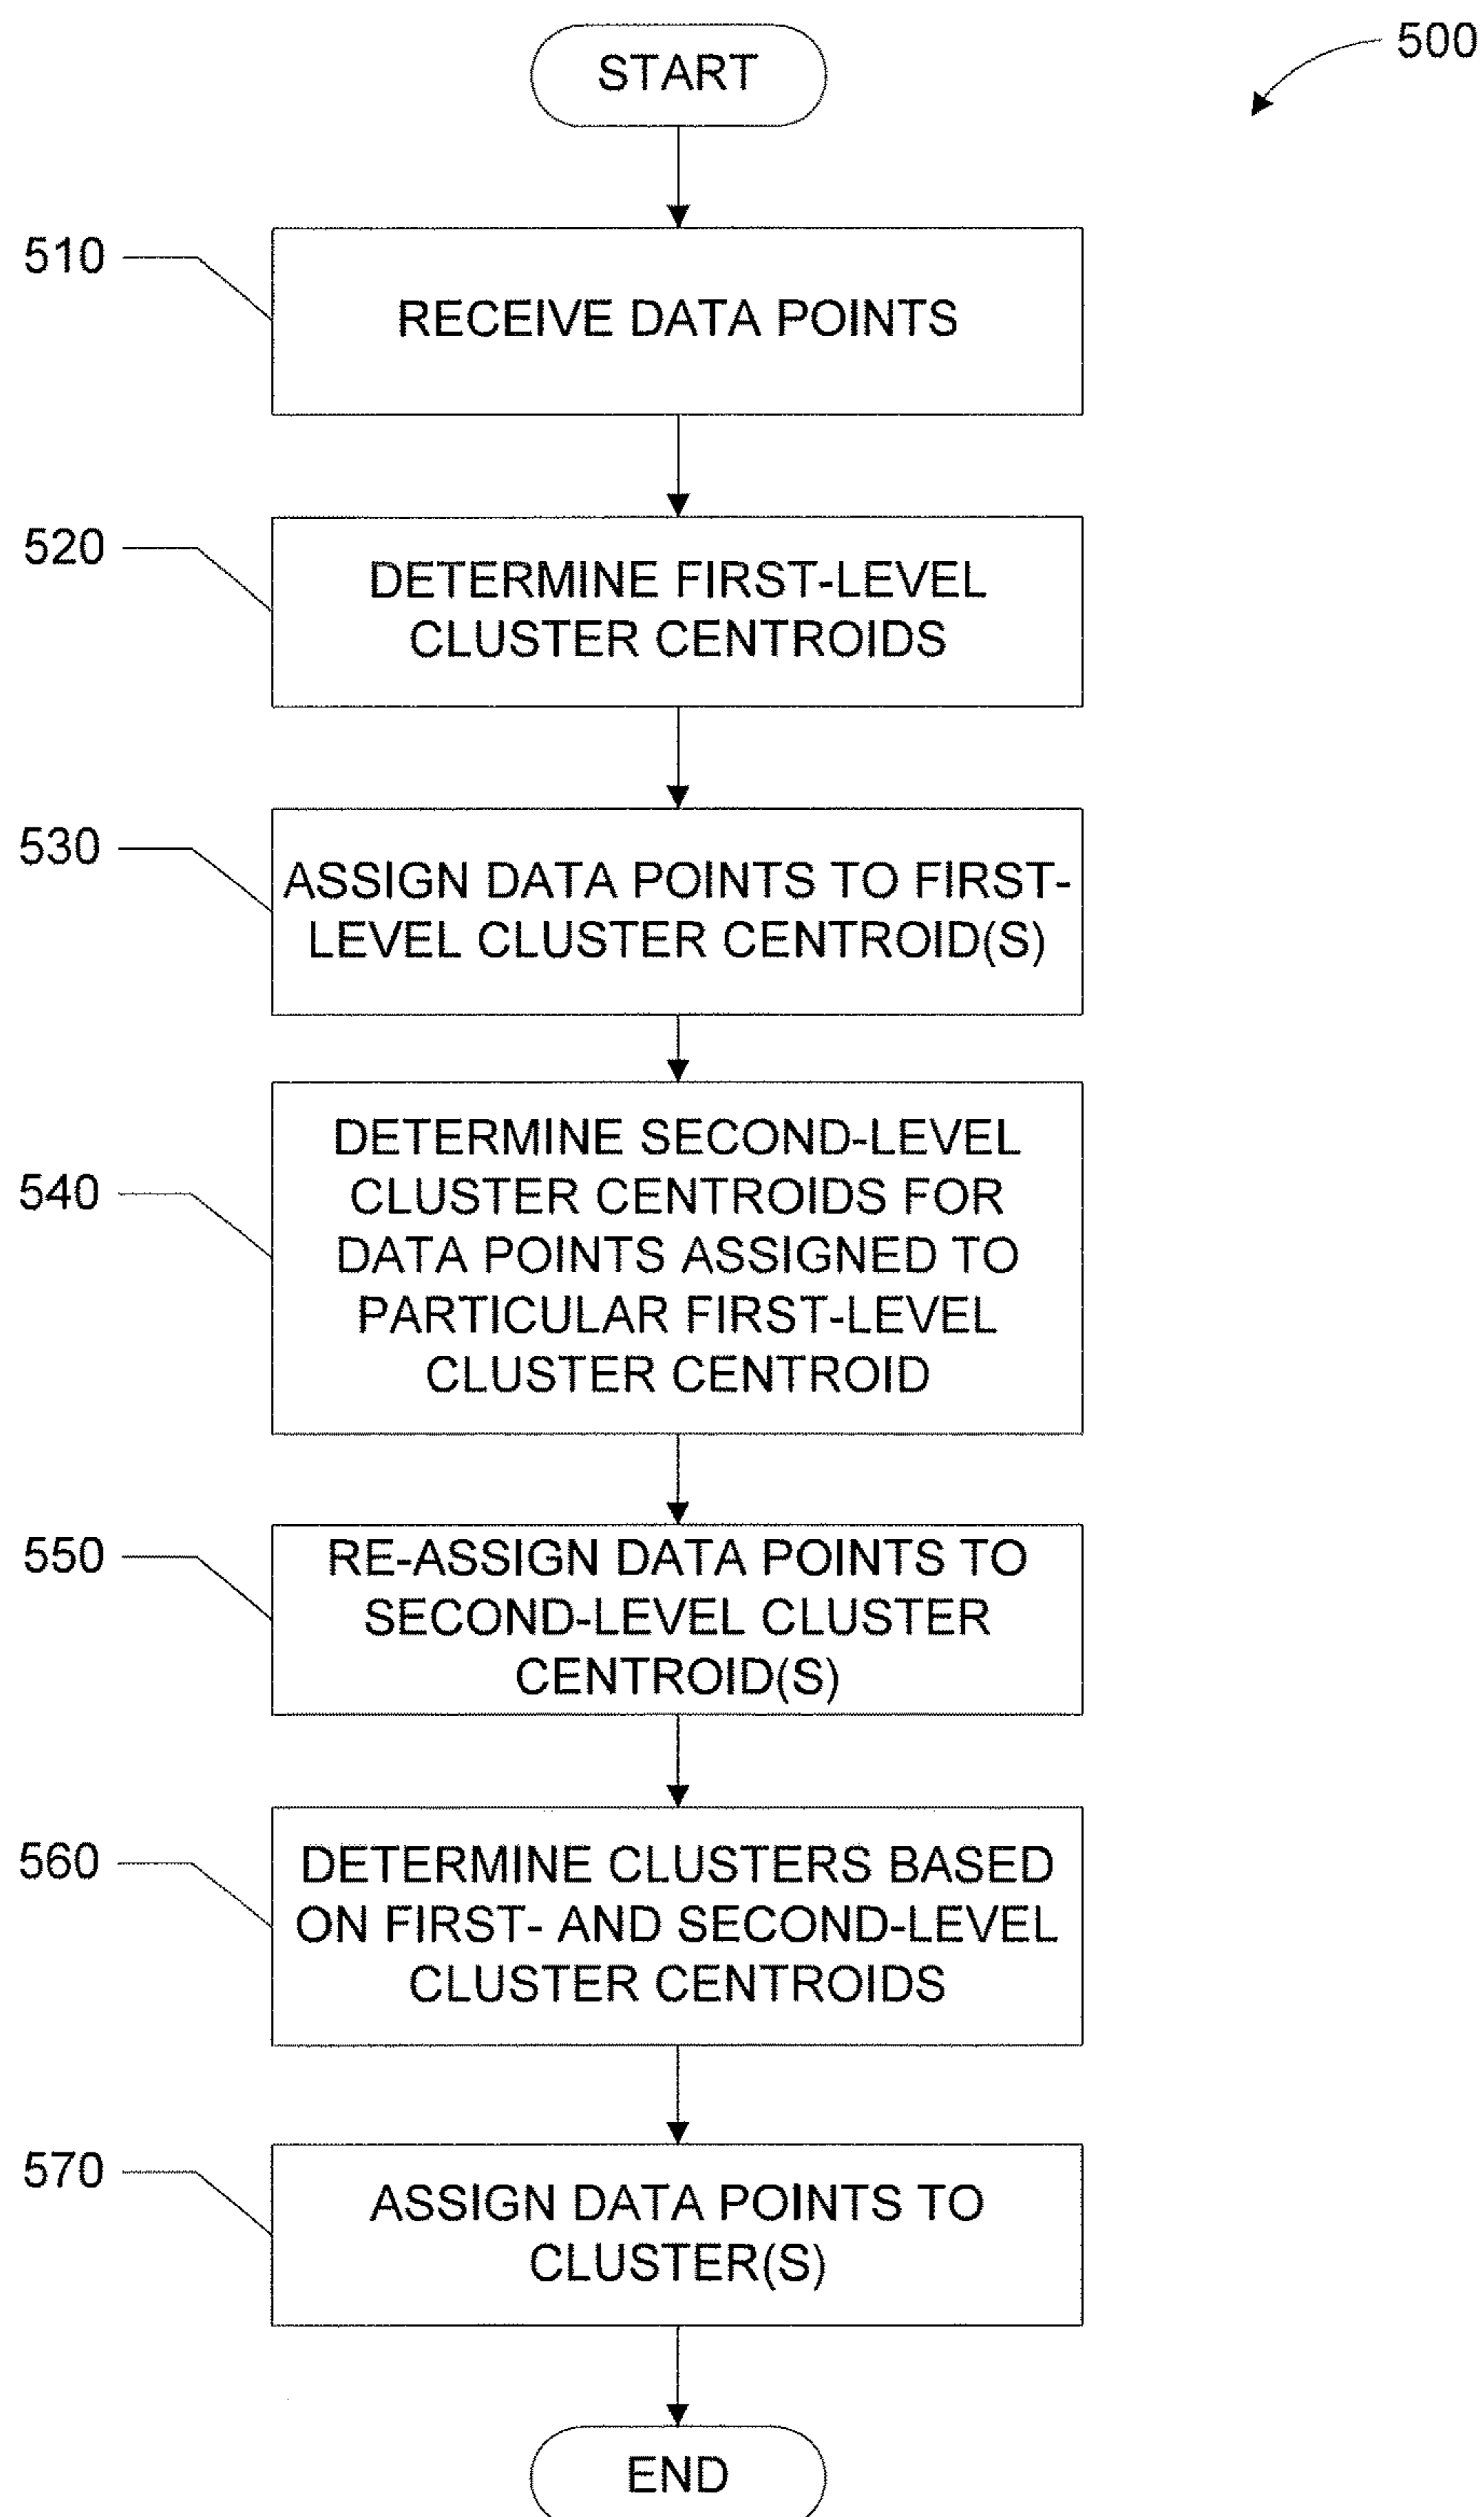 START
500
510
RECEIVE DATA POINTS
520
DETERMINE FIRST-LEVEL
CLUSTER CENTROIDS
530
ASSIGN DATA POINTS TO FIRST-
LEVEL CLUSTER CENTROID(S)
540
DETERMINE SECOND-LEVEL
CLUSTER CENTROIDS FOR
DATA POINTS ASSIGNED TO
PARTICULAR FIRST-LEVEL
CLUSTER CENTROID
550
RE-ASSIGN DATA POINTS TO
SECOND-LEVEL CLUSTER
CENTROID(S)
560
DETERMINE CLUSTERS BASED
ON FIRST- AND SECOND-LEVEL
CLUSTER CENTROIDS
570
ASSIGN DATA POINTS TO
CLUSTER(S)
END